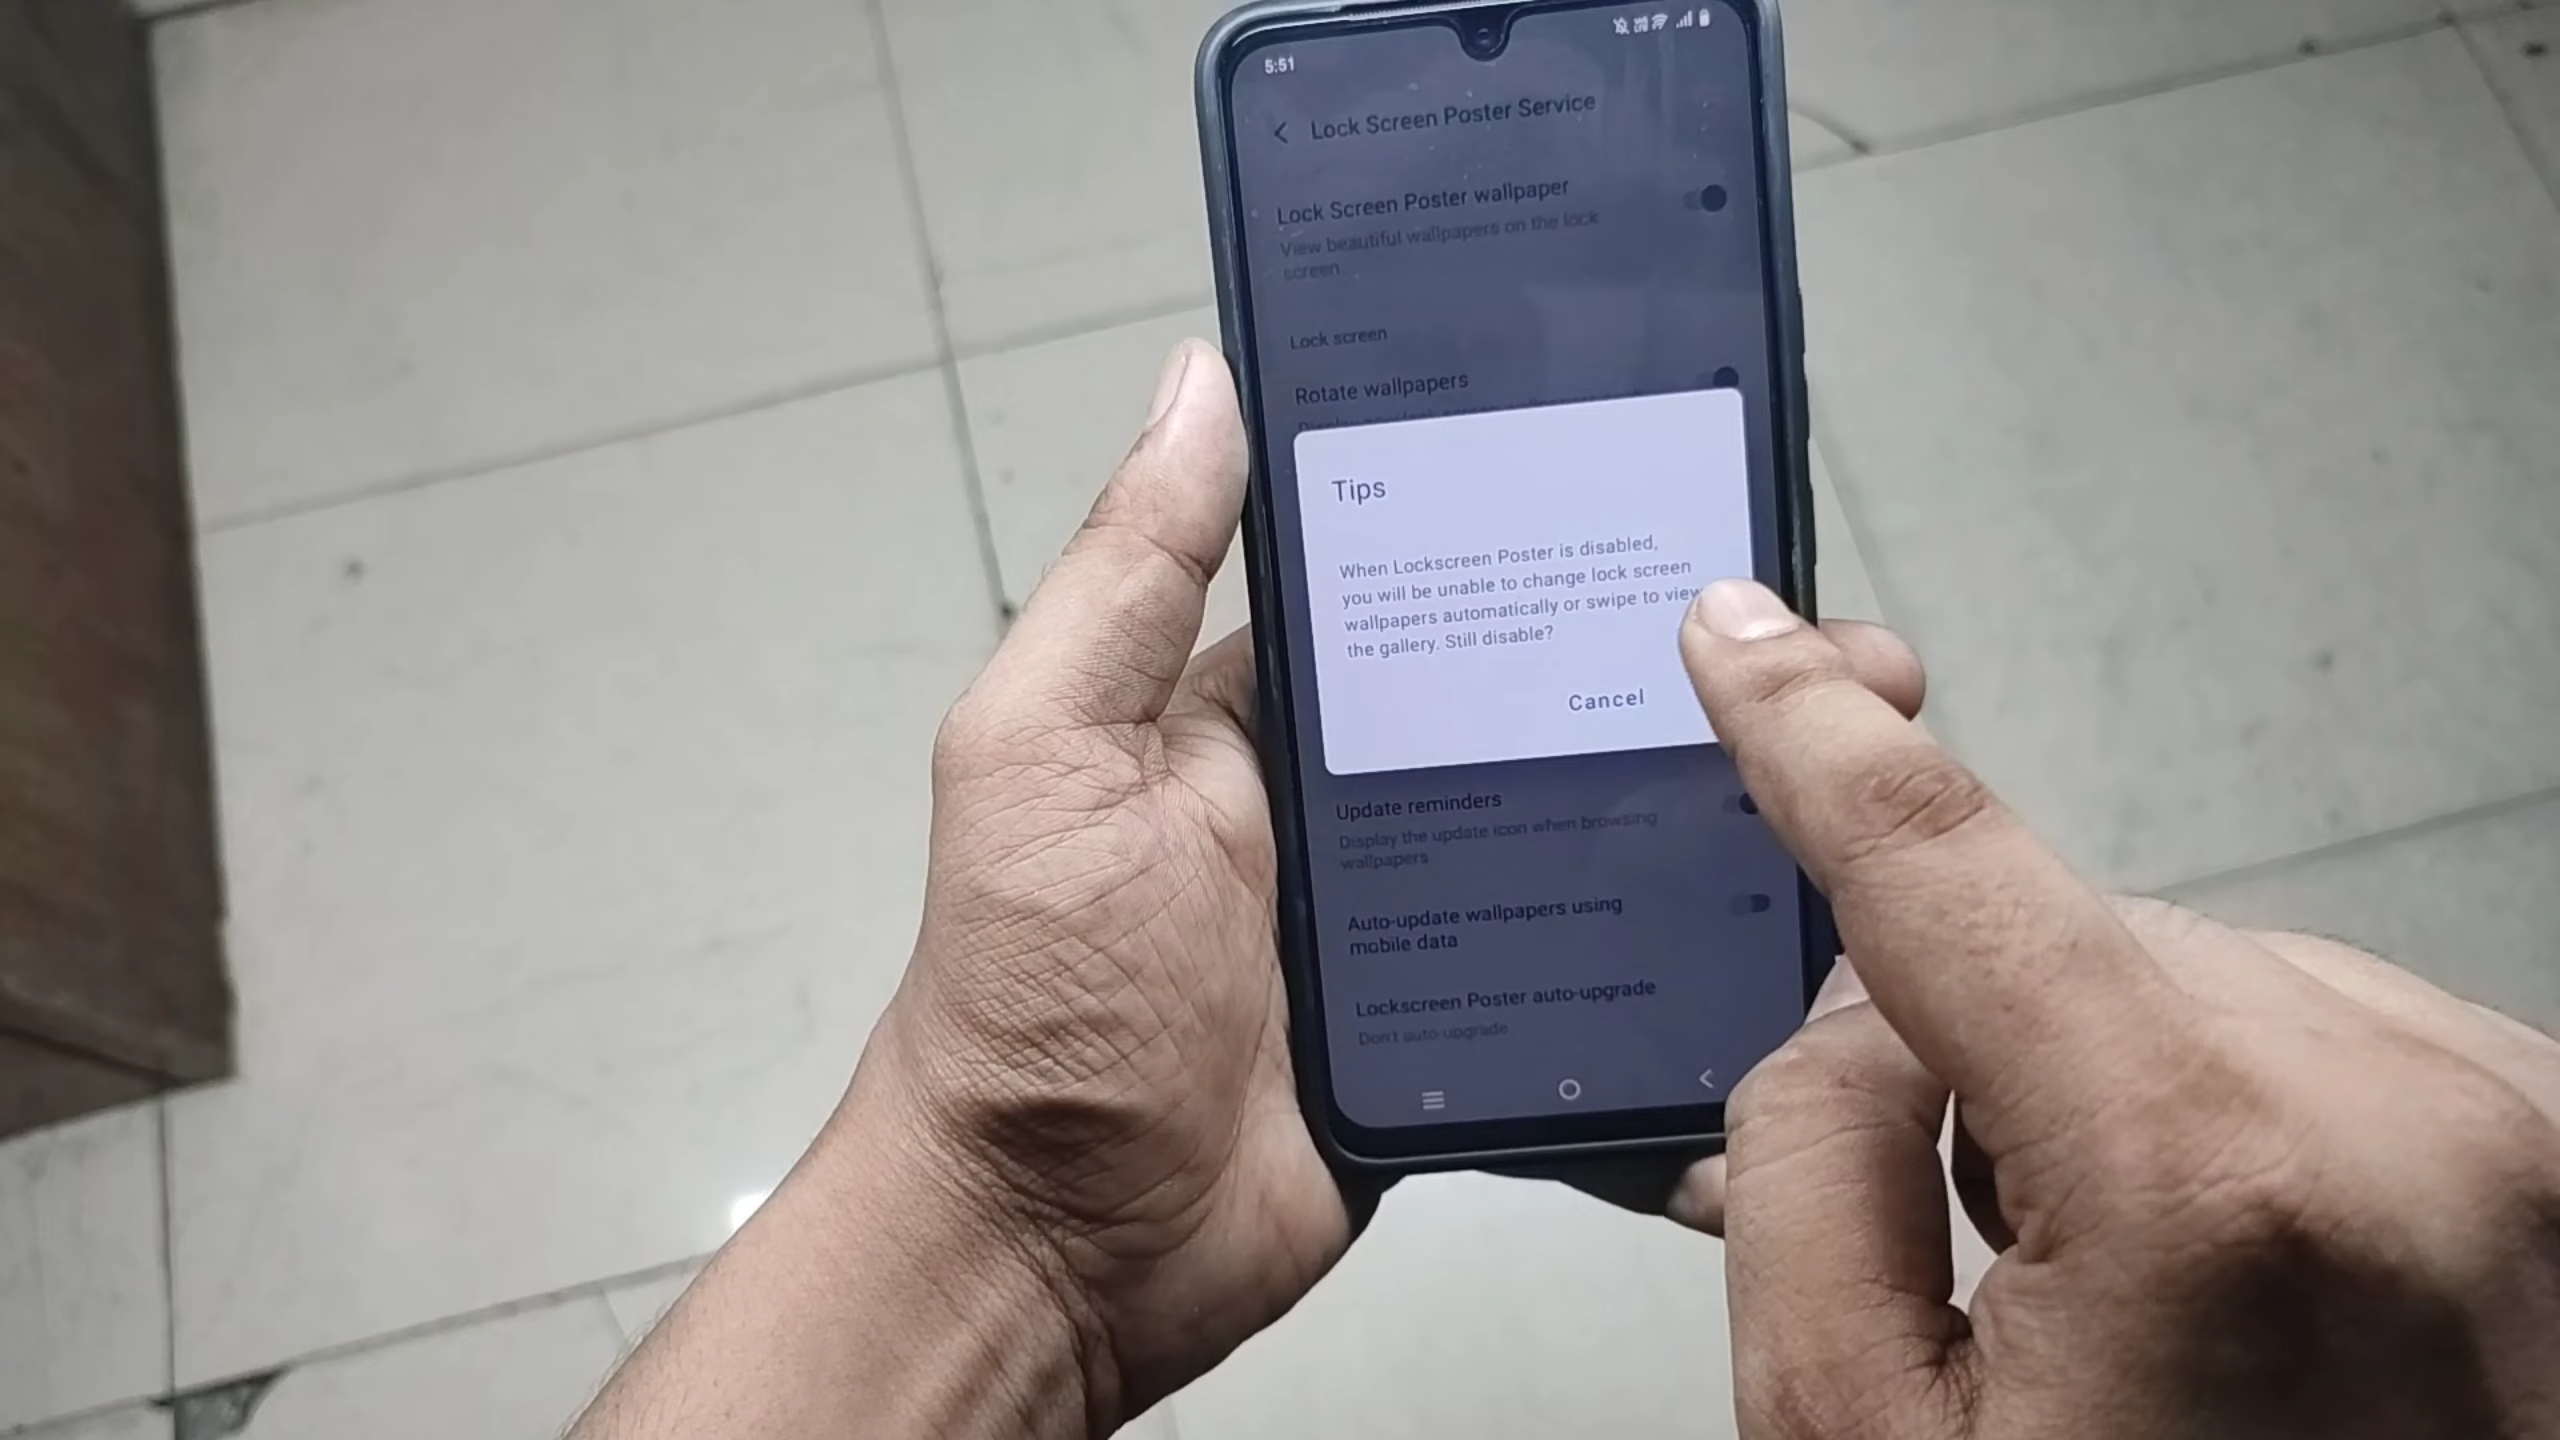 5:51
Lock Screen Poster Service
Lock Screen Poster wallpaper
View beautiful wallpapers on the lock
screen.
Lock screen
Rotate wallpapers
Tips
When Lockscreen Poster is disabled,
you will be unable to change lock screen
wallpapers automatically or swipe to view
the gallery. Still disable?
Cancel
Update reminders
Display the update icon when browsing
wallpapers
Auto-update wallpapers using
mobile data
Lockscreen Poster auto-upgrade
Don't auto-upgrade